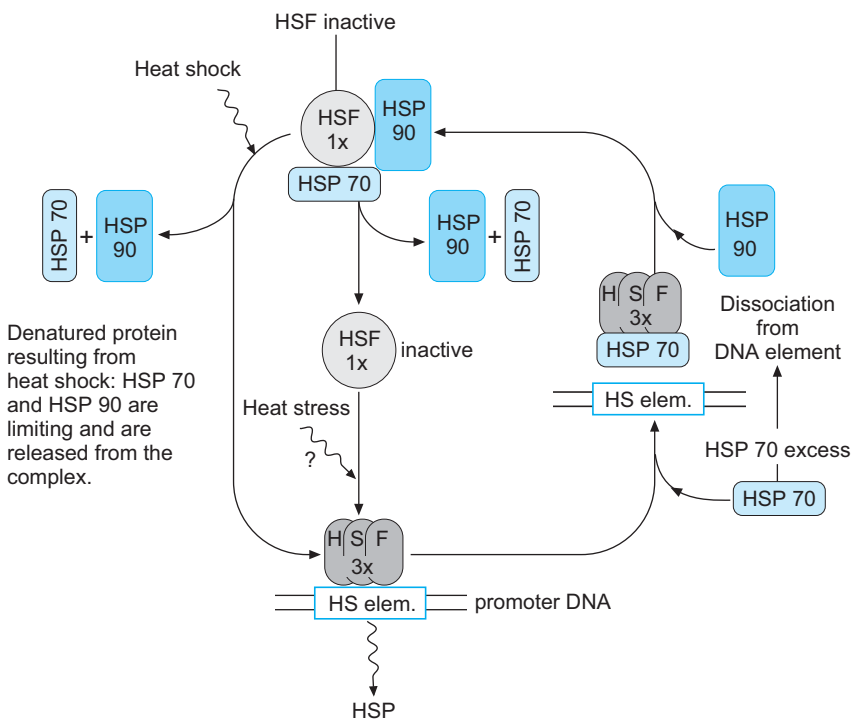 HSF inactive
Heat shock
HSF
1x
HSP
90
HSP 70
HSP 70
+
HSP
90
HSP
90
+
HSP 70
HSP
90
H S F
3x
HSP 70
Dissociation
from
DNA element
Denatured protein
resulting from
heat shock: HSP 70
and HSP 90 are
limiting and are
released from the
complex.
HSF
1x
inactive
Heat stress
?
HS elem.
HSP 70 excess
HSP 70
H S F
3x
HS elem.
promoter DNA
HSP